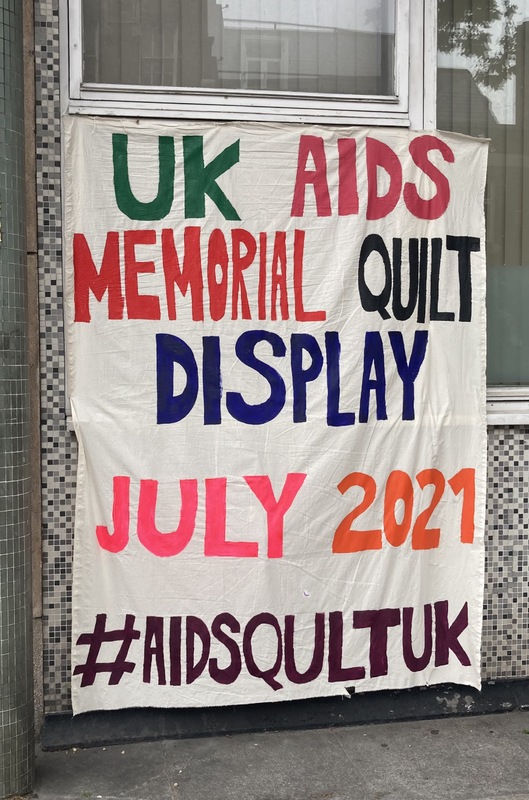 UK AIDS
MEMORIAL QUILT
DISPLAY
JULY 2021
#AIDSQULTUK